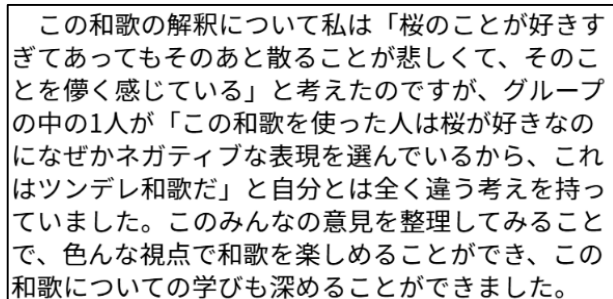 この和歌の解釈について私は「桜のことが好きす
ぎてあってもそのあと散ることが悲しくて、そのこ
とを儚く感じている」と考えたのですが、グループ
の中の1人が「この和歌を使った人は桜が好きなの
になぜかネガティブな表現を選んでいるから、これ
はツンデレ和歌だ」と自分とは全く違う考えを持っ
ていました。このみんなの意見を整理してみること
で、色んな視点で和歌を楽しめることができ、この
和歌についての学びも深めることができました。